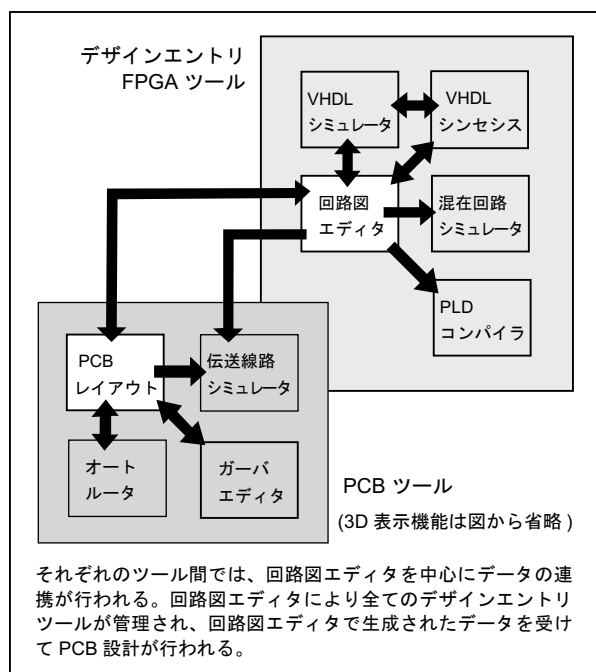 デザインエントリ
FPGA ツール
VHDL
シミュレータ
VHDL
シンセシス
回路図
エディタ
混在回路
シミュレータ
PLD
コンパイラ
PCB
レイアウト
伝送線路
シミュレータ
オート
ルータ
ガーバ
エディタ
PCB ツール
(3D 表示機能は図から省略 )
それぞれのツール間では、回路図エディタを中心にデータの連
携が行われる。回路図エディタにより全てのデザインエントリ
ツールが管理され、回路図エディタで生成されたデータを受け
て PCB 設計が行われる。